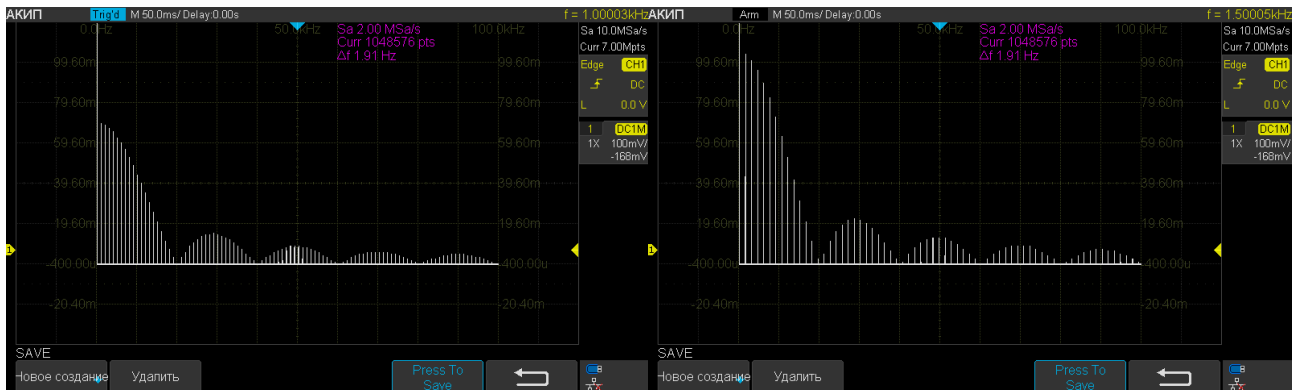 АКИП Trig'd M 50.0ms/ Delay:0.00s f = 1.00003kHz
0.0Hz 50.0kHz 100.0kHz
Sa 2.00 MSa/s
Curr 1048576 pts
Δf 1.91 Hz
Sa 10.0MSa/s
Curr 7.00Mpts
Edge CH1
DC
L 0.0 V
1 DC1M
1X 100mV/
-168mV
99.60m 99.60m
79.60m 79.60m
59.60m 59.60m
39.60m 39.60m
19.60m 19.60m
-400.00u -400.00u
-20.40m -20.40m
1
SAVE
Новое создание Удалить Press To
Save
АКИП Arm M 50.0ms/ Delay:0.00s f = 1.50005kHz
0.0Hz 50.0kHz 100.0kHz
Sa 2.00 MSa/s
Curr 1048576 pts
Δf 1.91 Hz
Sa 10.0MSa/s
Curr 7.00Mpts
Edge CH1
DC
L 0.0 V
1 DC1M
1X 100mV/
-168mV
99.60m 99.60m
79.60m 79.60m
59.60m 59.60m
39.60m 39.60m
19.60m 19.60m
-400.00u -400.00u
-20.40m -20.40m
1
SAVE
Новое создание Удалить Press To
Save